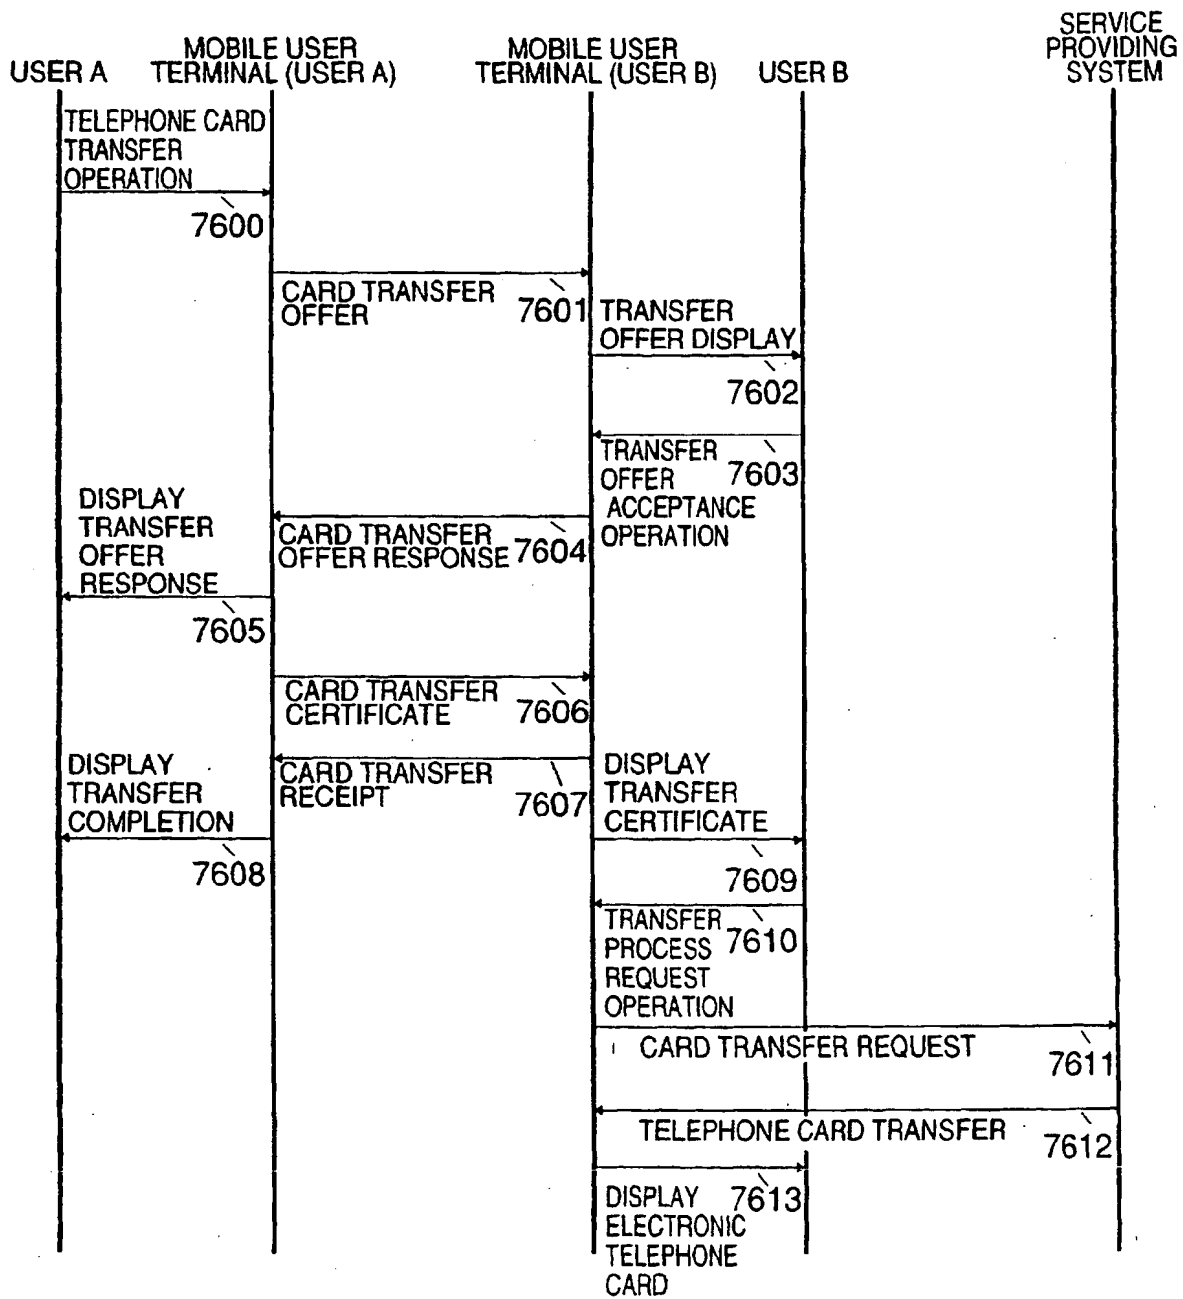 USER A
MOBILE USER
TERMINAL (USER A)
MOBILE USER
TERMINAL (USER B)
USER B
SERVICE
PROVIDING
SYSTEM
TELEPHONE CARD
TRANSFER
OPERATION
7600
CARD TRANSFER
OFFER
7601
TRANSFER
OFFER DISPLAY
7602
TRANSFER
OFFER
ACCEPTANCE
OPERATION
7603
CARD TRANSFER
OFFER RESPONSE
7604
DISPLAY
TRANSFER
OFFER
RESPONSE
7605
CARD TRANSFER
CERTIFICATE
7606
CARD TRANSFER
RECEIPT
7607
DISPLAY
TRANSFER
COMPLETION
7608
DISPLAY
TRANSFER
CERTIFICATE
7609
TRANSFER
PROCESS
REQUEST
OPERATION
7610
CARD TRANSFER REQUEST
7611
TELEPHONE CARD TRANSFER
7612
DISPLAY
ELECTRONIC
TELEPHONE
CARD
7613